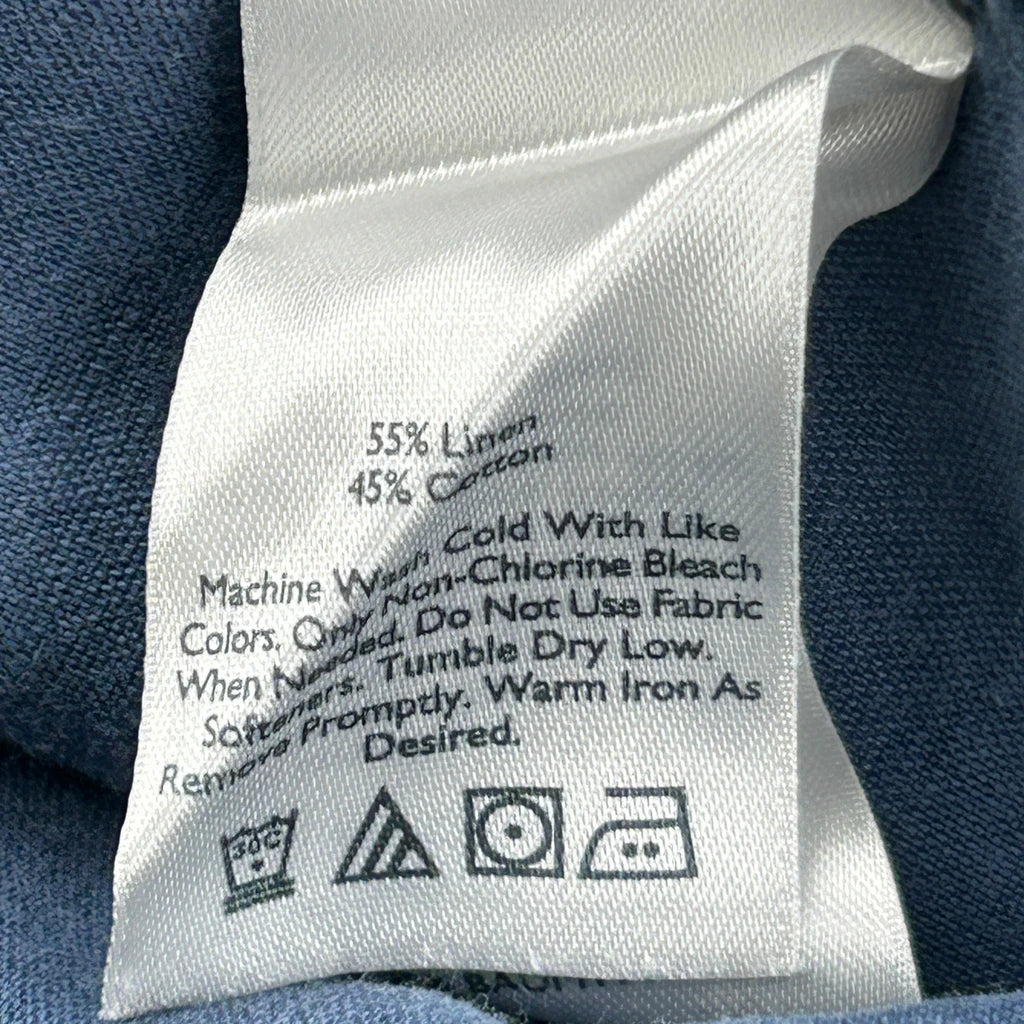 55% Linen
45% Cotton
Machine Wash Cold With Like
Colors. Only Non-Chlorine Bleach
When Needed. Do Not Use Fabric
Softeners. Tumble Dry Low.
Remove Promptly. Warm Iron As
Desired.
30C